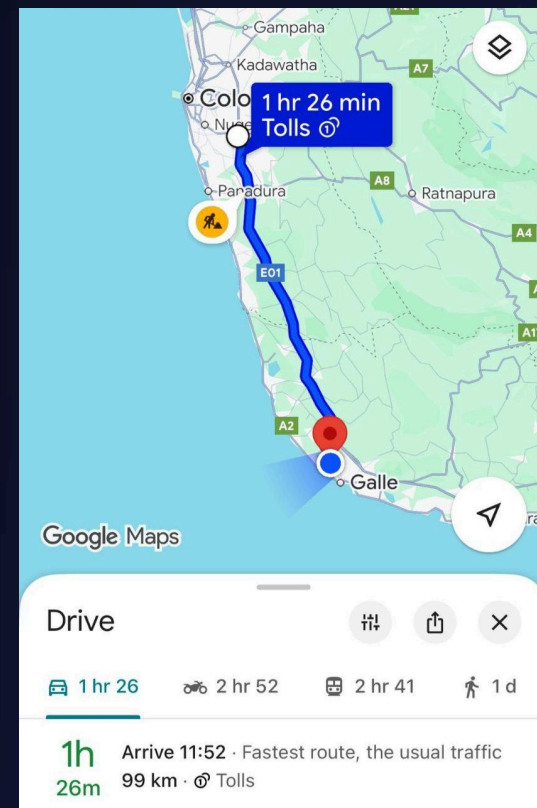 Gampaha
Kadawatha
A7
Colo
1 hr 26 min
Tolls
Panadura
A8
Ratnapura
A4
E01
A2
Galle
Google Maps
Drive
1 hr 26
2 hr 52
2 hr 41
1 d
1h
26m
Arrive 11:52 · Fastest route, the usual traffic
99 km · Tolls